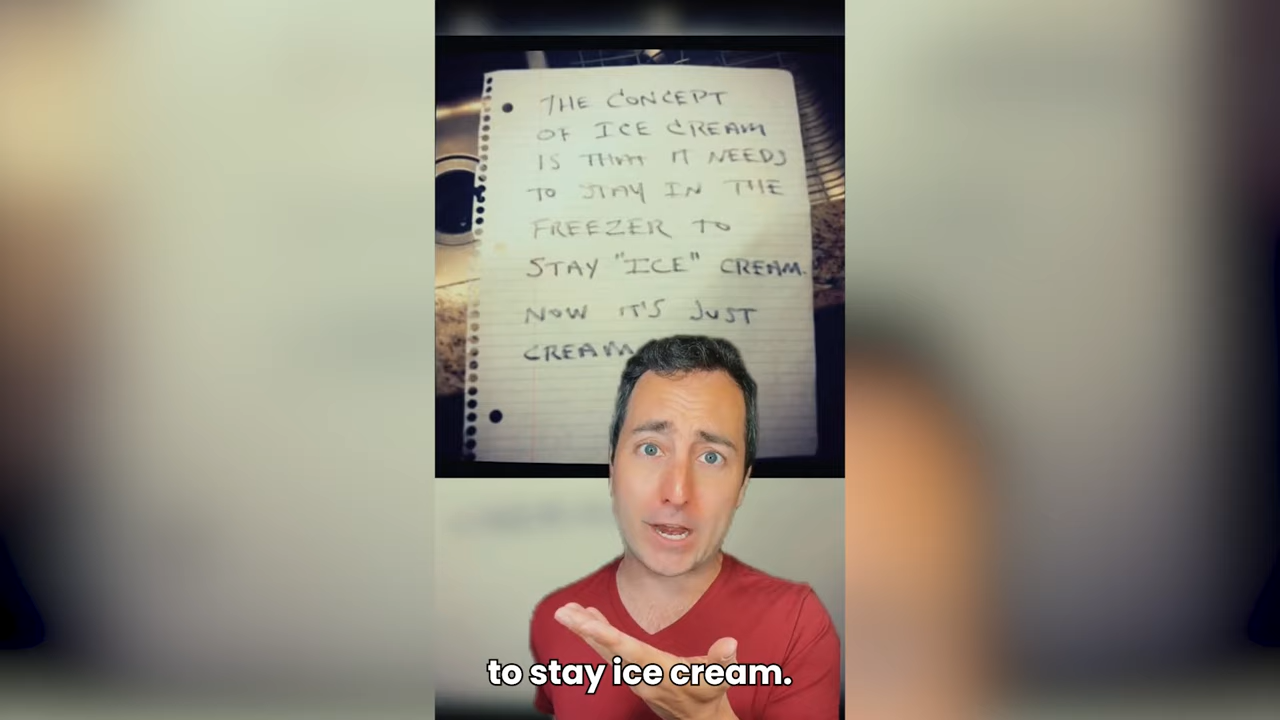 THE CONCEPT
OF ICE CREAM
IS THAT IT NEEDS
TO STAY IN THE
FREEZER TO
STAY "ICE" CREAM.
NOW IT'S JUST
CREAM
to stay ice cream.